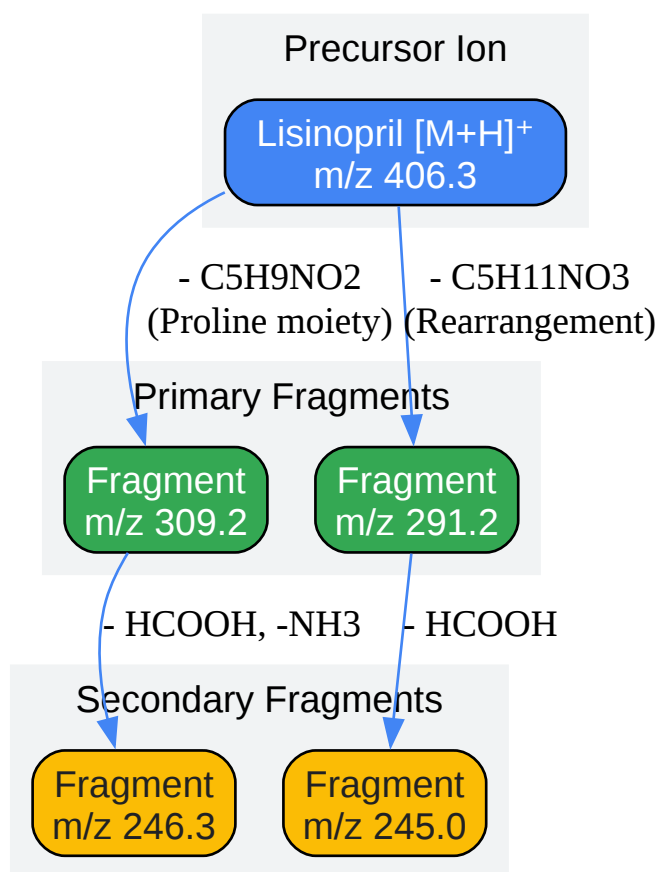 Precursor Ion
Lisinopril [M+H]⁺
m/z 406.3
- C5H9NO2
(Proline moiety)
- C5H11NO3
(Rearrangement)
Primary Fragments
Fragment
m/z 309.2
Fragment
m/z 291.2
- HCOOH, -NH3
- HCOOH
Secondary Fragments
Fragment
m/z 246.3
Fragment
m/z 245.0